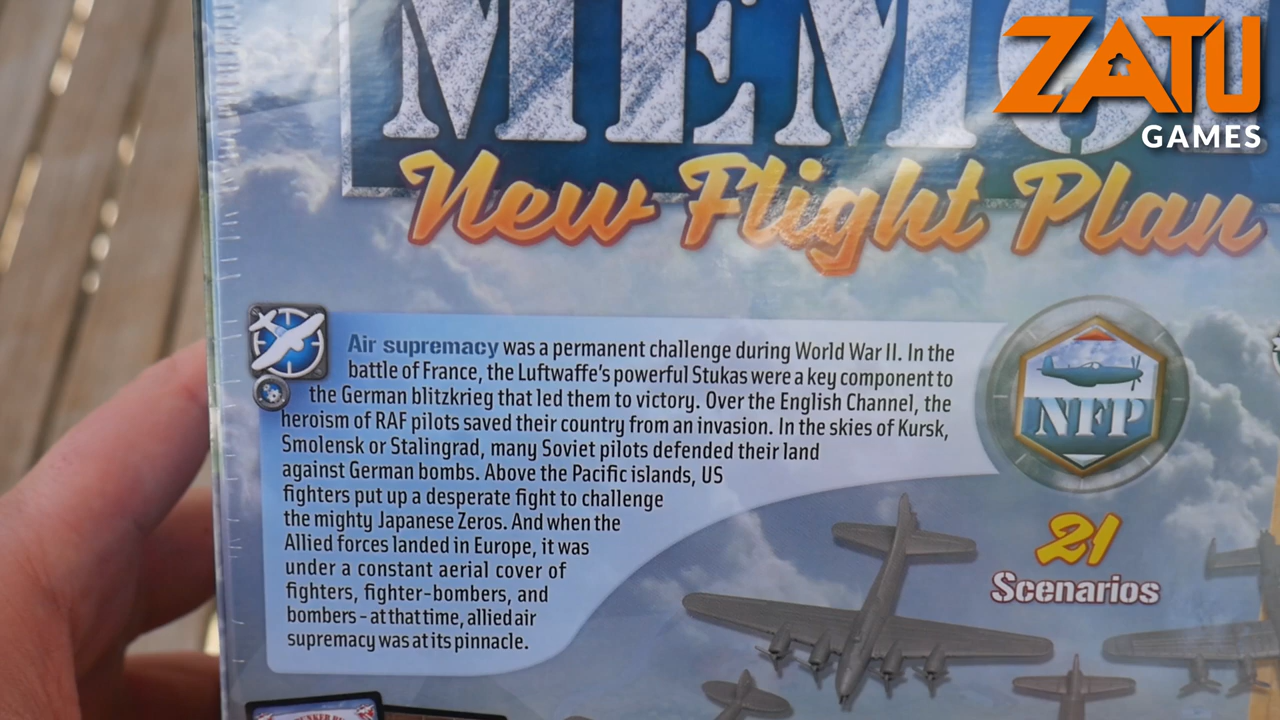 ZATU
GAMES
New Flight Plan
Air supremacy was a permanent challenge during World War II. In the
battle of France, the Luftwaffe's powerful Stukas were a key component to
the German blitzkrieg that led them to victory. Over the English Channel, the
heroism of RAF pilots saved their country from an invasion. In the skies of Kursk,
Smolensk or Stalingrad, many Soviet pilots defended their land
against German bombs. Above the Pacific islands, US
fighters put up a desperate fight to challenge
the mighty Japanese Zeros. And when the
Allied forces landed in Europe, it was
under a constant aerial cover of
fighters, fighter-bombers, and
bombers - at that time, allied air
supremacy was at its pinnacle.
NFP
21
Scenarios